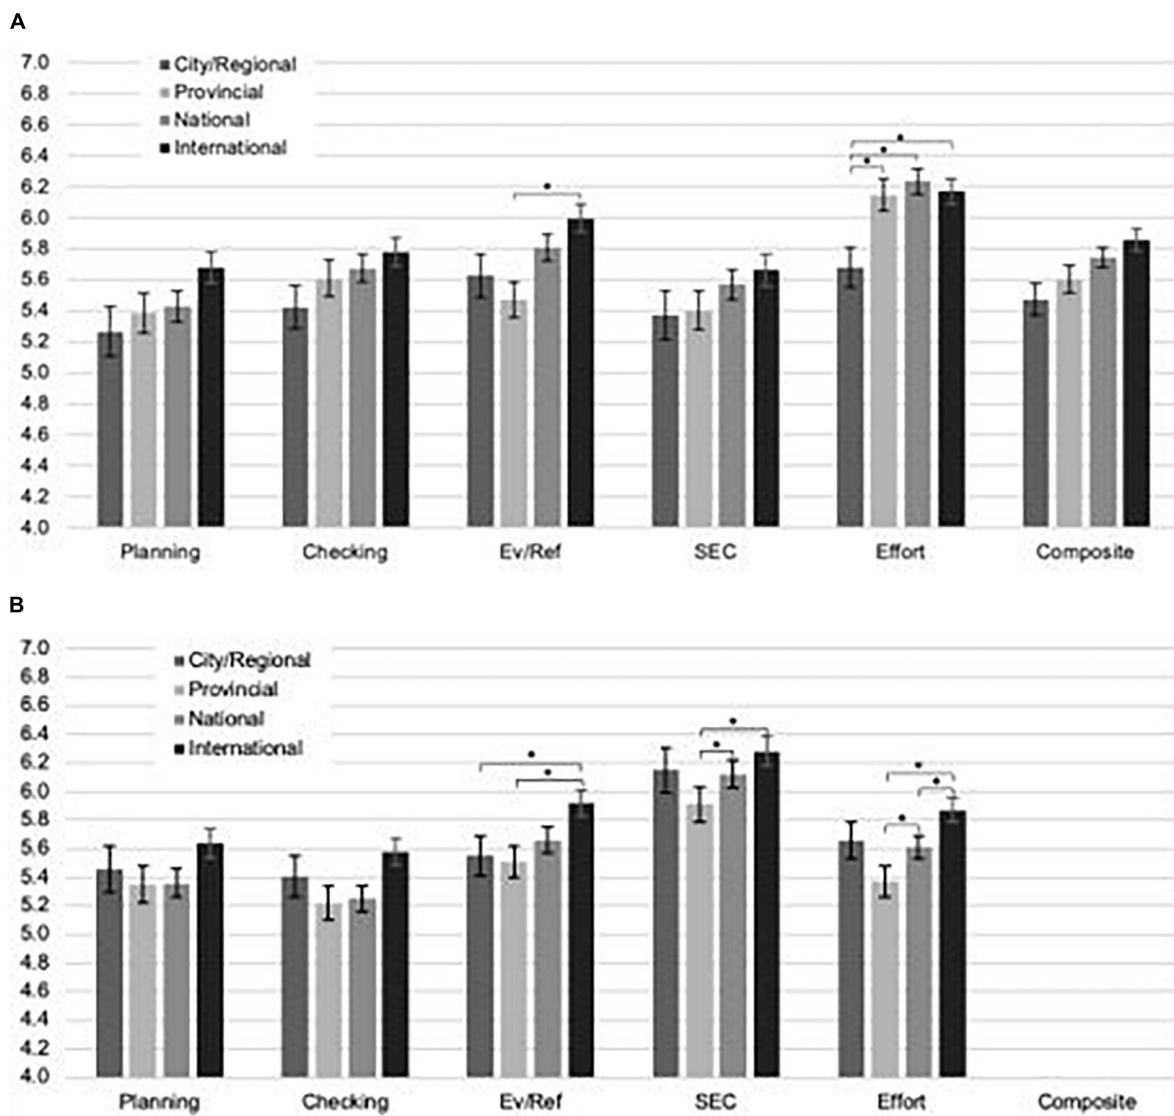 A
7.0
6.8
6.6
6.4
6.2
6.0
5.8
5.6
5.4
5.2
5.0
4.8
4.6
4.4
4.2
4.0
City/Regional
Provincial
National
International
Planning Checking Ev/Ref SEC Effort Composite
B
7.0
6.8
6.6
6.4
6.2
6.0
5.8
5.6
5.4
5.2
5.0
4.8
4.6
4.4
4.2
4.0
City/Regional
Provincial
National
International
Planning Checking Ev/Ref SEC Effort Composite